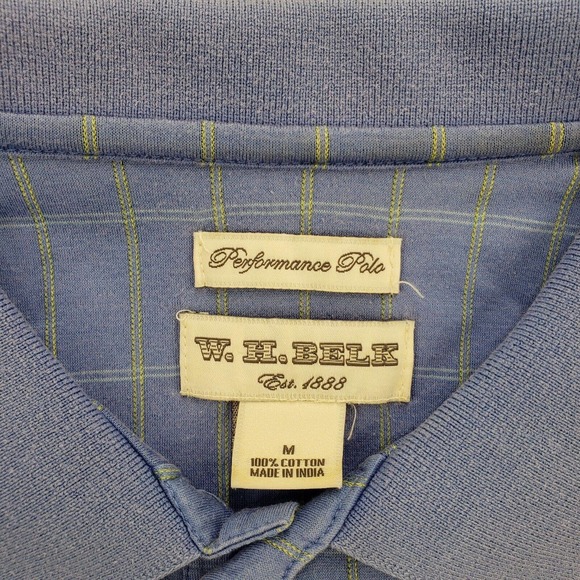 Performance Polo
W. H. BELK
Est. 1888
M
100% COTTON
MADE IN INDIA